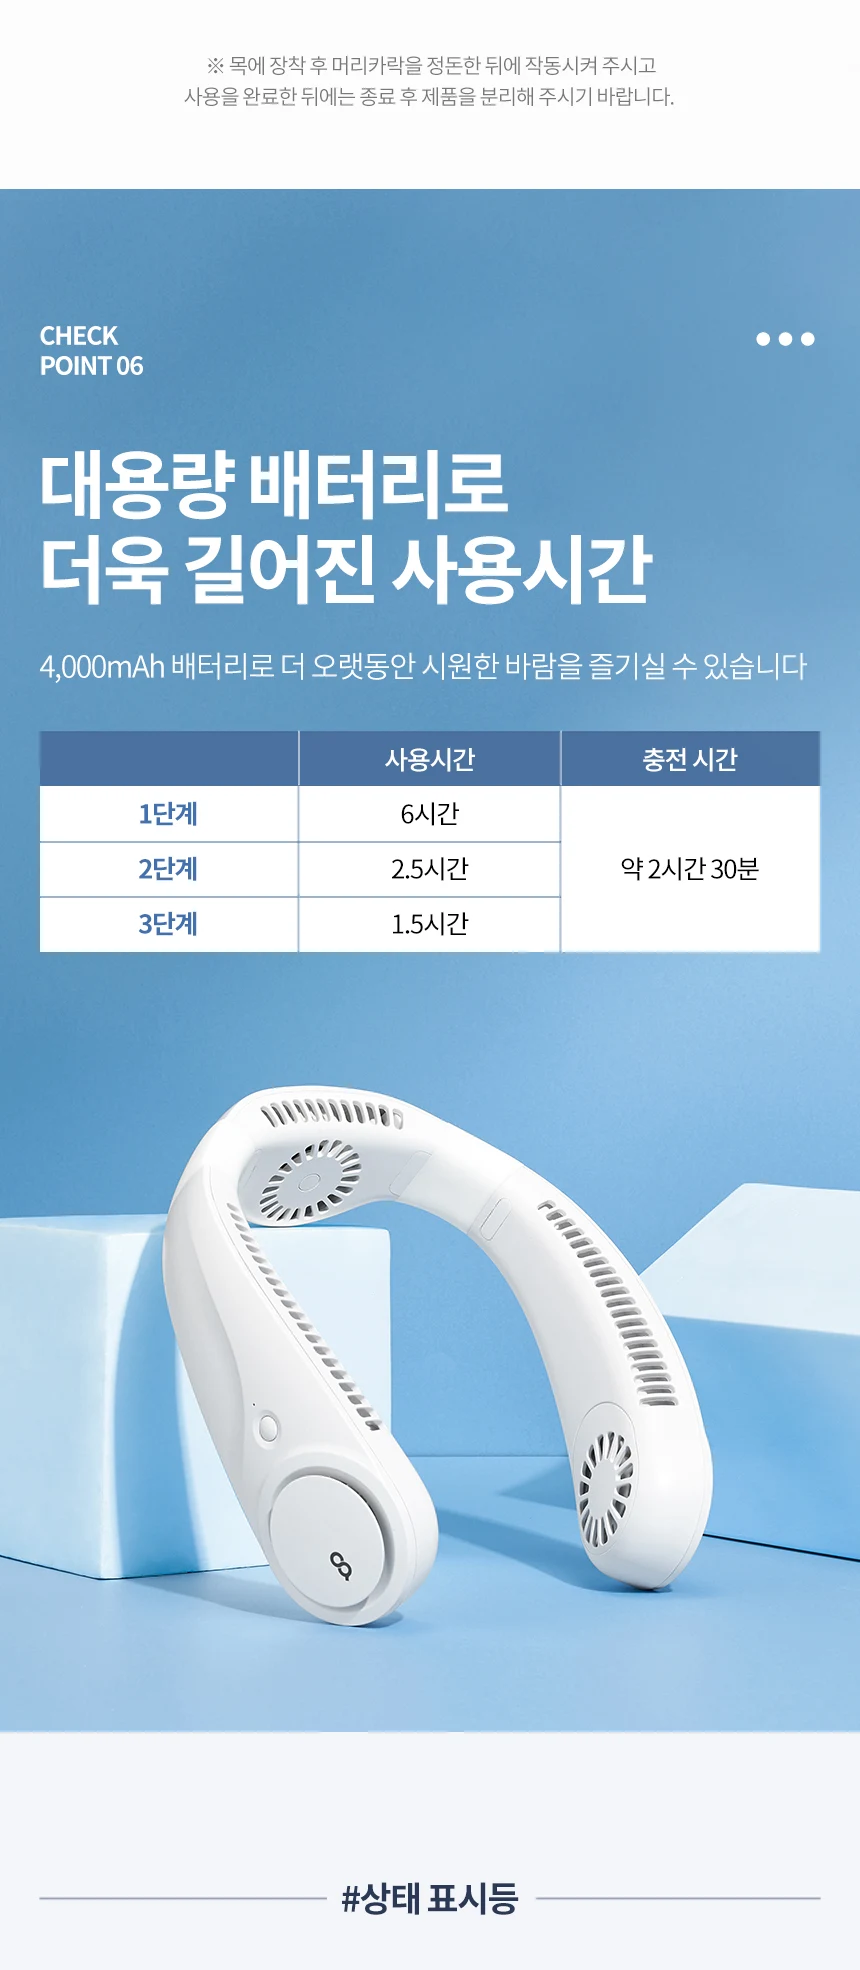 ※ 목에 장착 후 머리카락을 정돈한 뒤에 작동시켜 주시고
사용을 완료한 뒤에는 종료 후 제품을 분리해 주시기 바랍니다.
CHECK
POINT 06
대용량 배터리로
더욱 길어진 사용시간
4,000mAh 배터리로 더 오랫동안 시원한 바람을 즐기실 수 있습니다
사용시간 충전 시간
1단계 6시간
2단계 2.5시간 약 2시간 30분
3단계 1.5시간
#상태 표시등